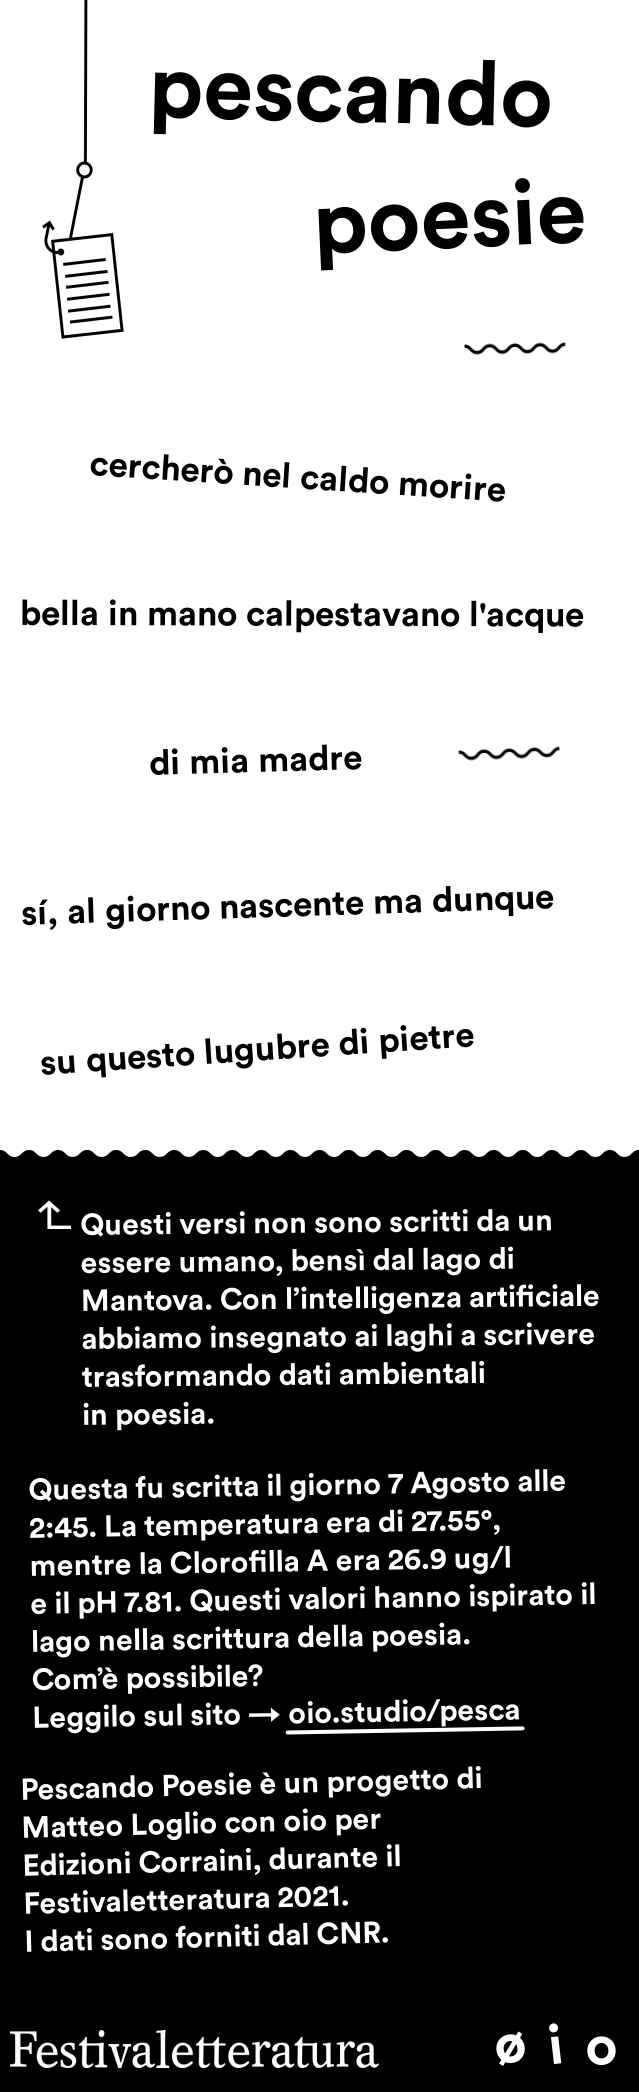 pescando
poesie
cercherò nel caldo morire
bella in mano calpestavano l'acque
di mia madre
sí, al giorno nascente ma dunque
su questo lugubre di pietre
Questi versi non sono scritti da un
essere umano, bensì dal lago di
Mantova. Con l’intelligenza artificiale
abbiamo insegnato ai laghi a scrivere
trasformando dati ambientali
in poesia.
Questa fu scritta il giorno 7 Agosto alle
2:45. La temperatura era di 27.55°,
mentre la Clorofilla A era 26.9 ug/l
e il pH 7.81. Questi valori hanno ispirato il
lago nella scrittura della poesia.
Com’è possibile?
Leggilo sul sito → oio.studio/pesca
Pescando Poesie è un progetto di
Matteo Loglio con oio per
Edizioni Corraini, durante il
Festivaletteratura 2021.
I dati sono forniti dal CNR.
Festivaletteratura øio